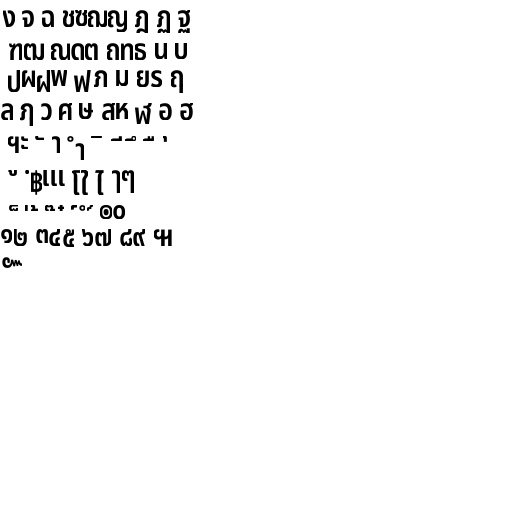 ง จ ฉ ชซฌญ ฎ ฏ ฐ
ฑฒ ณดต ถทธ น บ
ปผฝพ ฟภ ม ยร ฤ
ล ฦ ว ศ ษ สห ฬ อ ฮ
ฯะ ั า ำ ิ ี ึ ื ุ
ู ฺ ฿เแ โใ ไ ๅๆ
็ ่ ้ ๊ ๋ ์ ํ ๎ ๏๐
๑๒ ๓๔๕ ๖๗ ๘๙ ๚
๛